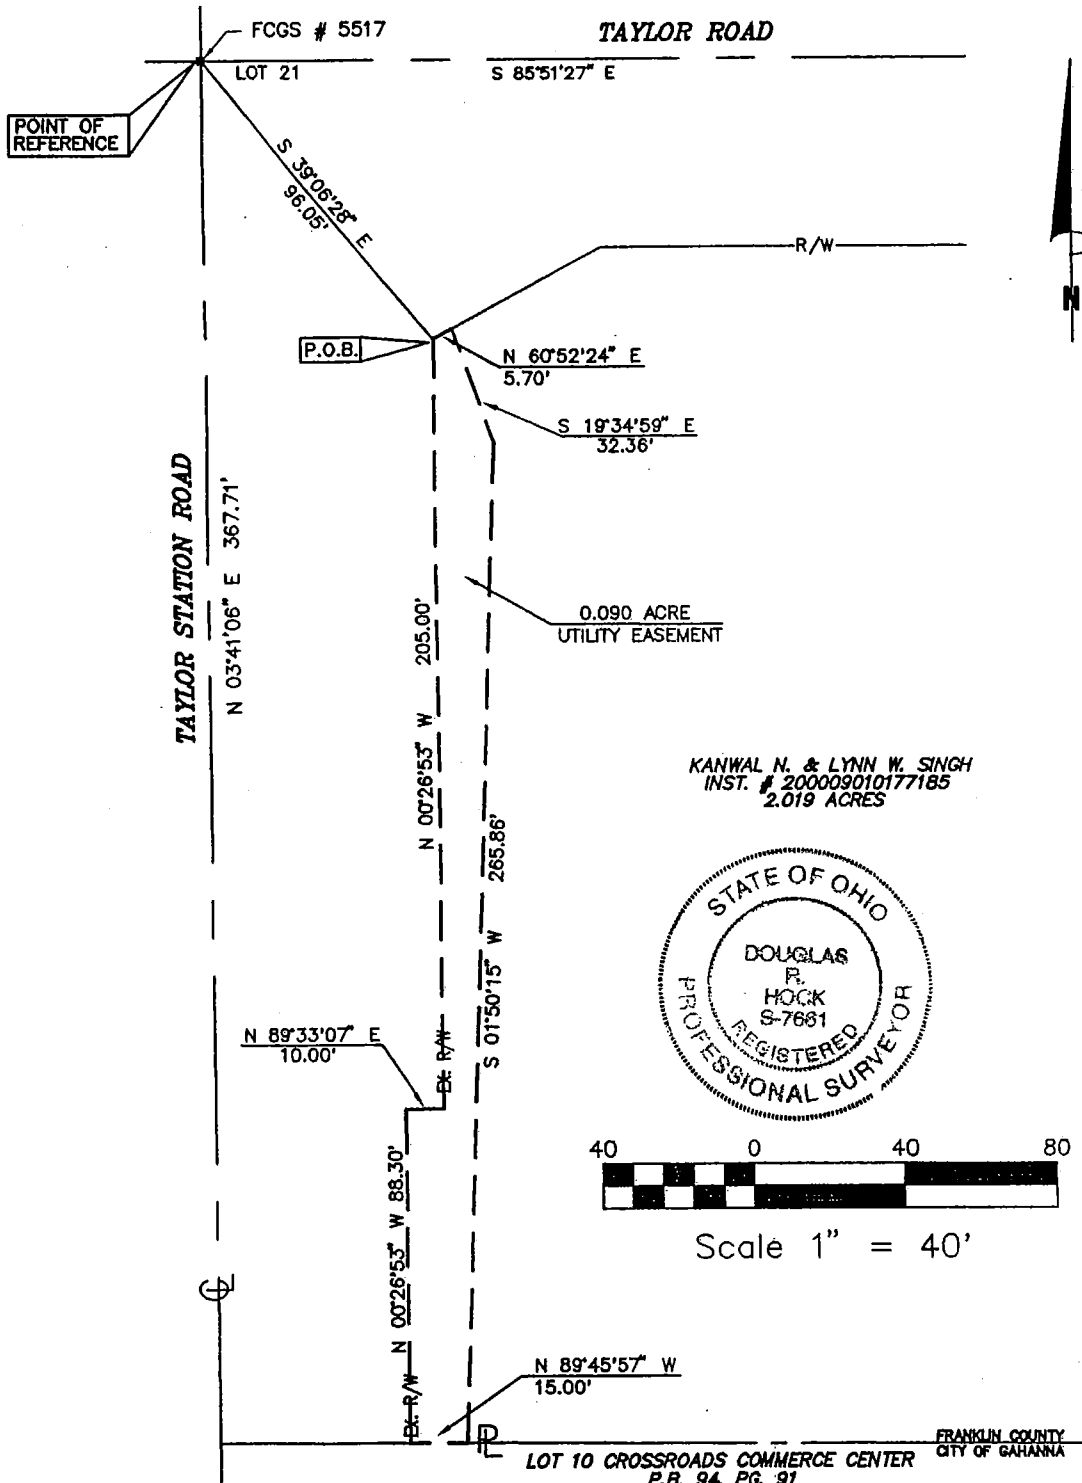 FCGS # 5517
TAYLOR ROAD
LOT 21
S 85°51'27" E
POINT OF
REFERENCE
S 39°06'28" E
96.05'
R/W
N
P.O.B.
N 60°52'24" E
5.70'
S 19°34'59" E
32.36'
TAYLOR STATION ROAD
N 03°41'06" E 367.71'
N 00°26'53" W 205.00'
0.090 ACRE
UTILITY EASEMENT
KANWAL N. & LYNN W. SINGH
INST. # 200009010177185
2.019 ACRES
S 01°50'15" W 265.86'
STATE OF OHIO
DOUGLAS
R.
HOCK
S-7661
REGISTERED
PROFESSIONAL SURVEYOR
N 89°33'07" E
10.00'
EX. R/W
40 0 40 80
Scale 1" = 40'
N 00°26'53" W 88.30'
CL
EX. R/W
N 89°45'57" W
15.00'
PL
LOT 10 CROSSROADS COMMERCE CENTER
P.B. 94, PG. 91
FRANKLIN COUNTY
CITY OF GAHANNA